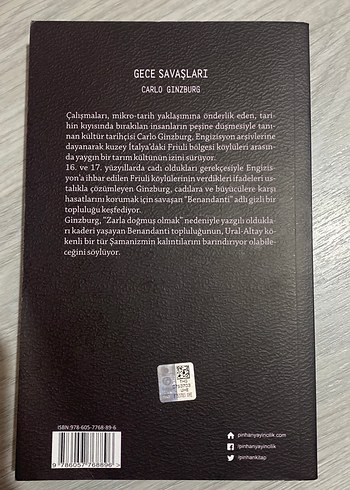 GECE SAVAŞLARI
CARLO GINZBURG
Çalışmaları, mikro-tarih yaklaşımına önderlik eden, tari-
hin kıyısında bırakılan insanların peşine düşmesiyle tanı-
nan kültür tarihçisi Carlo Ginzburg, Engizisyon arşivlerine
dayanarak kuzey İtalya'daki Friuli bölgesi köylüleri arasın-
da yaygın bir tarım kültünün izini sürüyor.
16. ve 17. yüzyıllarda cadı oldukları gerekçesiyle Engizis-
yon'a ihbar edilen Friuli köylülerinin verdikleri ifadeleri us-
talıkla çözümleyen Ginzburg, cadılara ve büyücülere karşı
hasatlarını korumak için savaşan "Benandanti" adlı gizli bir
topluluğu keşfediyor.
Ginzburg, "Zarla doğmuş olmak" nedeniyle yazgılı oldukla-
rı kaderi yaşayan Benandanti topluluğunun, Ural-Altay kö-
kenli bir tür Şamanizmin kalıntılarını barındırıyor olabile-
ceğini söylüyor.
ISBN: 978-605-7768-89-6
9 786057 768896
pinhanyayincilik.com
pinhanyayincilik
pinhankitap